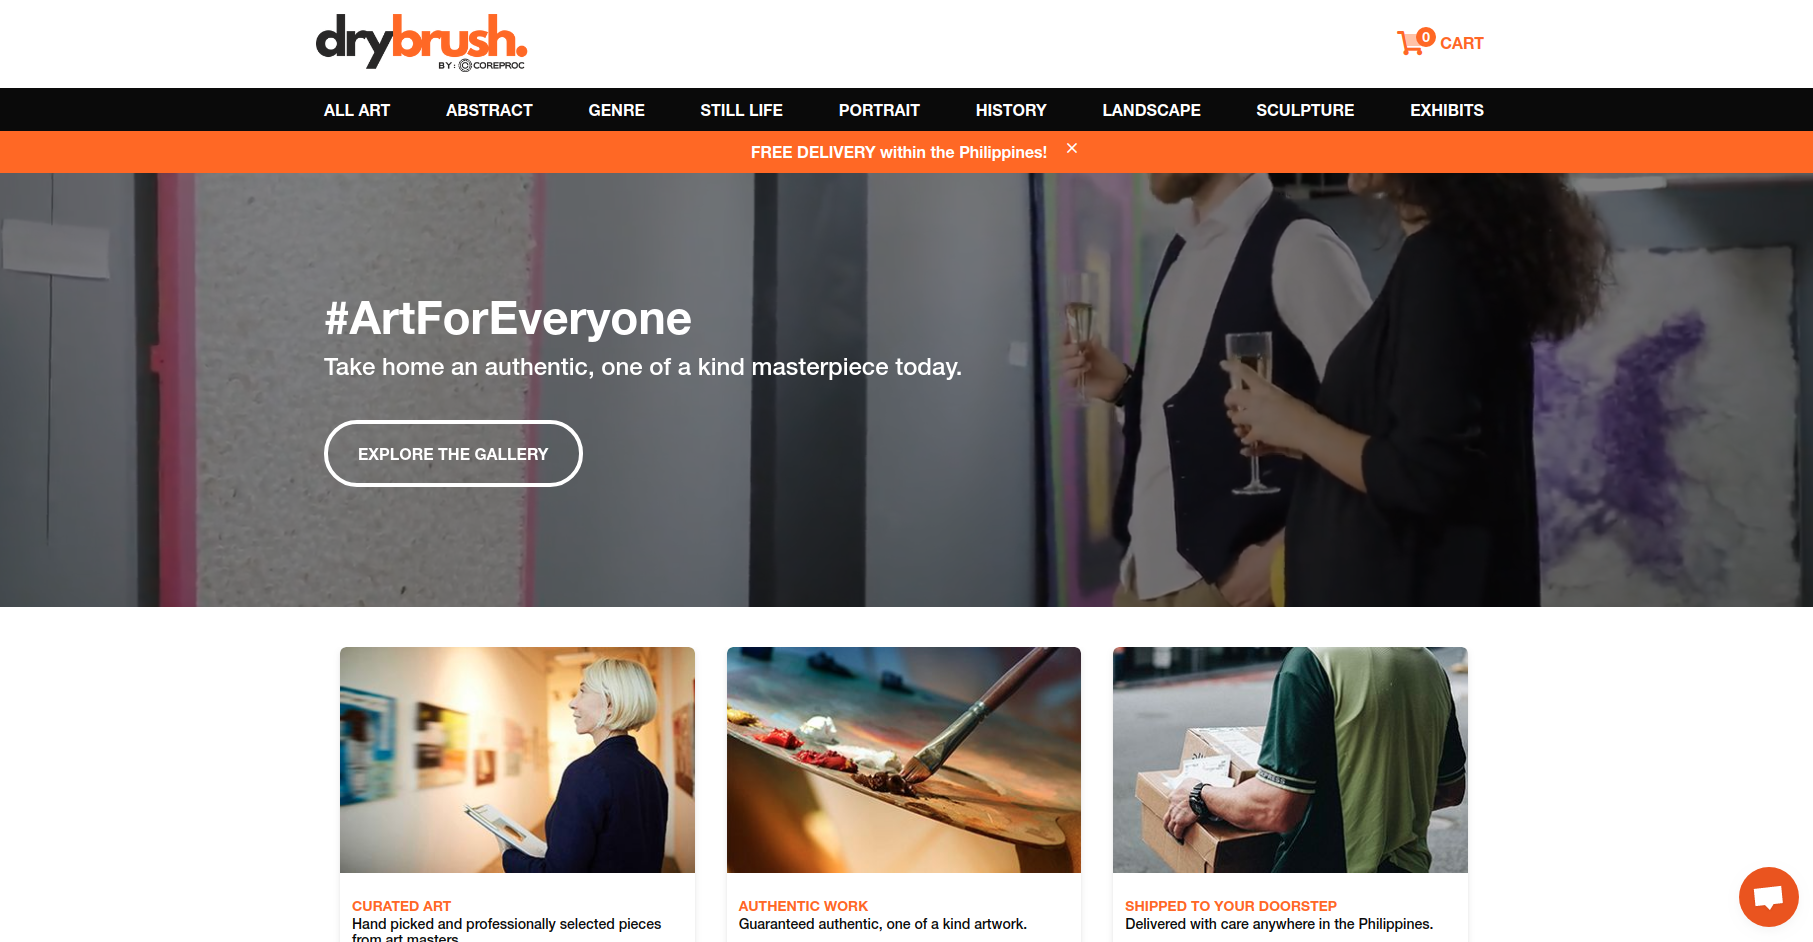 drybrush.
BY: COREPROC
0 CART
ALL ART ABSTRACT GENRE STILL LIFE PORTRAIT HISTORY LANDSCAPE SCULPTURE EXHIBITS
FREE DELIVERY within the Philippines! ×
#ArtForEveryone
Take home an authentic, one of a kind masterpiece today.
EXPLORE THE GALLERY
CURATED ART
Hand picked and professionally selected pieces
from art masters
AUTHENTIC WORK
Guaranteed authentic, one of a kind artwork.
SHIPPED TO YOUR DOORSTEP
Delivered with care anywhere in the Philippines.